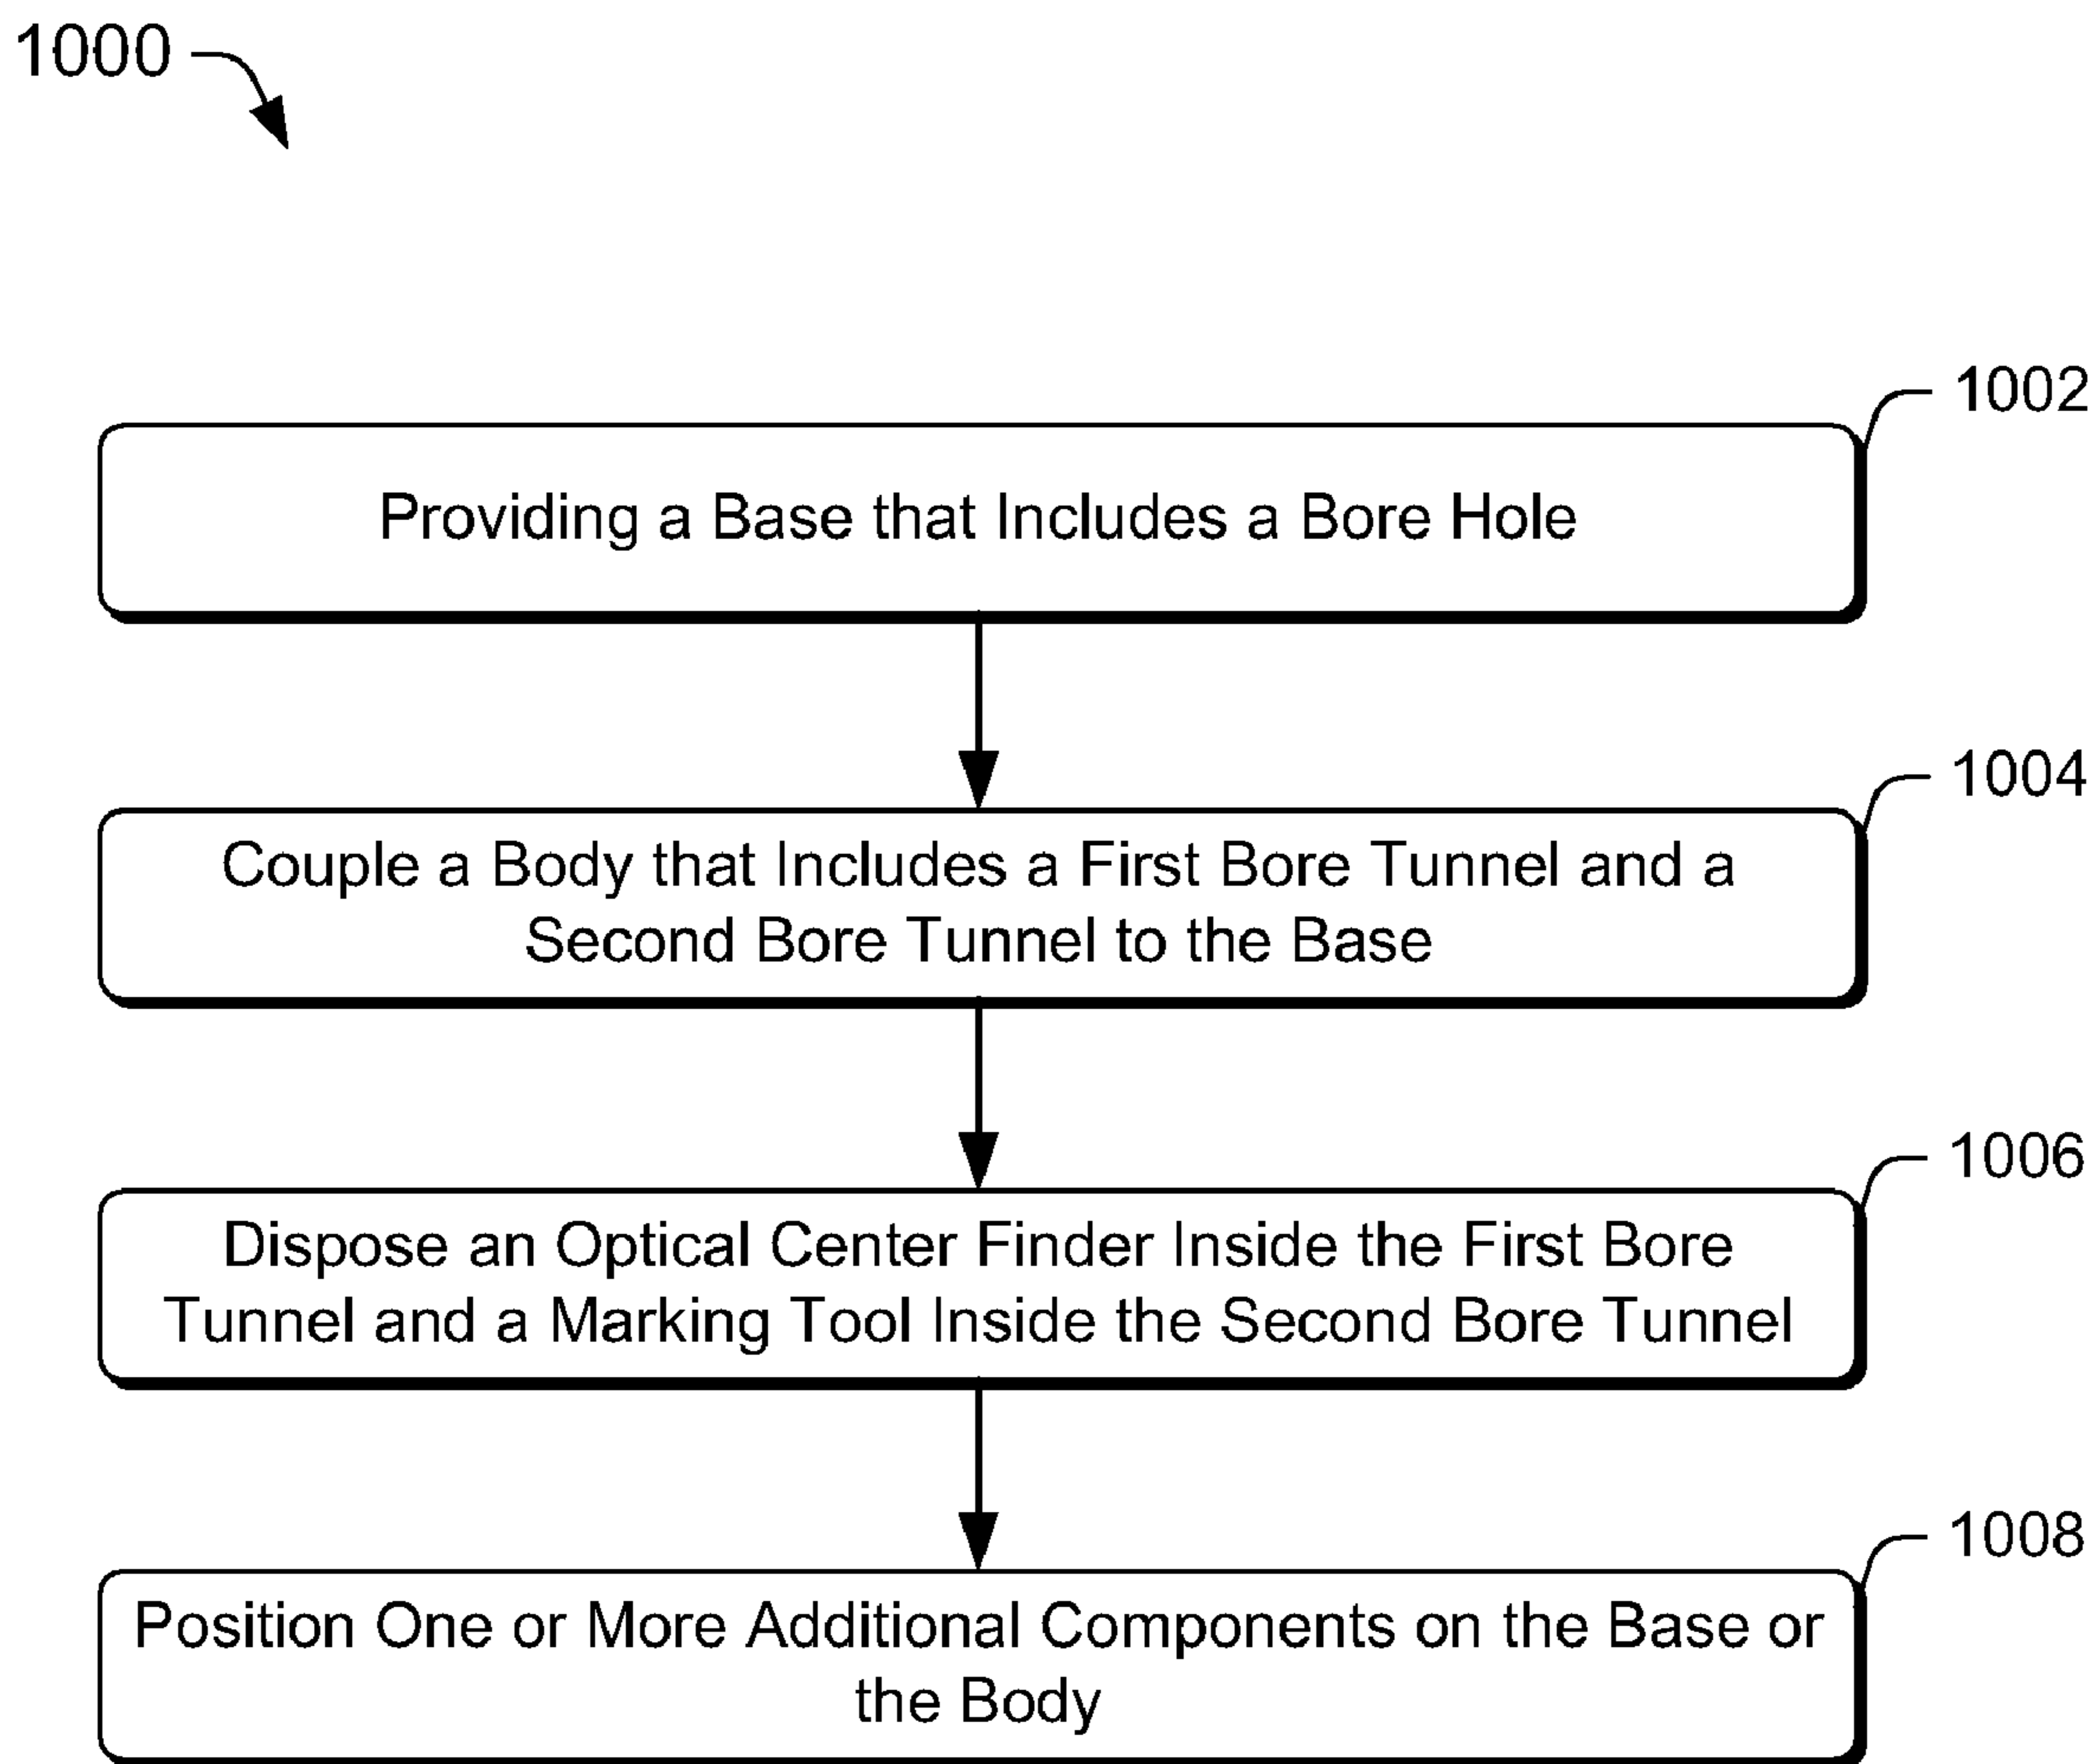 1000
1002
Providing a Base that Includes a Bore Hole
1004
Couple a Body that Includes a First Bore Tunnel and a
Second Bore Tunnel to the Base
1006
Dispose an Optical Center Finder Inside the First Bore
Tunnel and a Marking Tool Inside the Second Bore Tunnel
1008
Position One or More Additional Components on the Base or
the Body